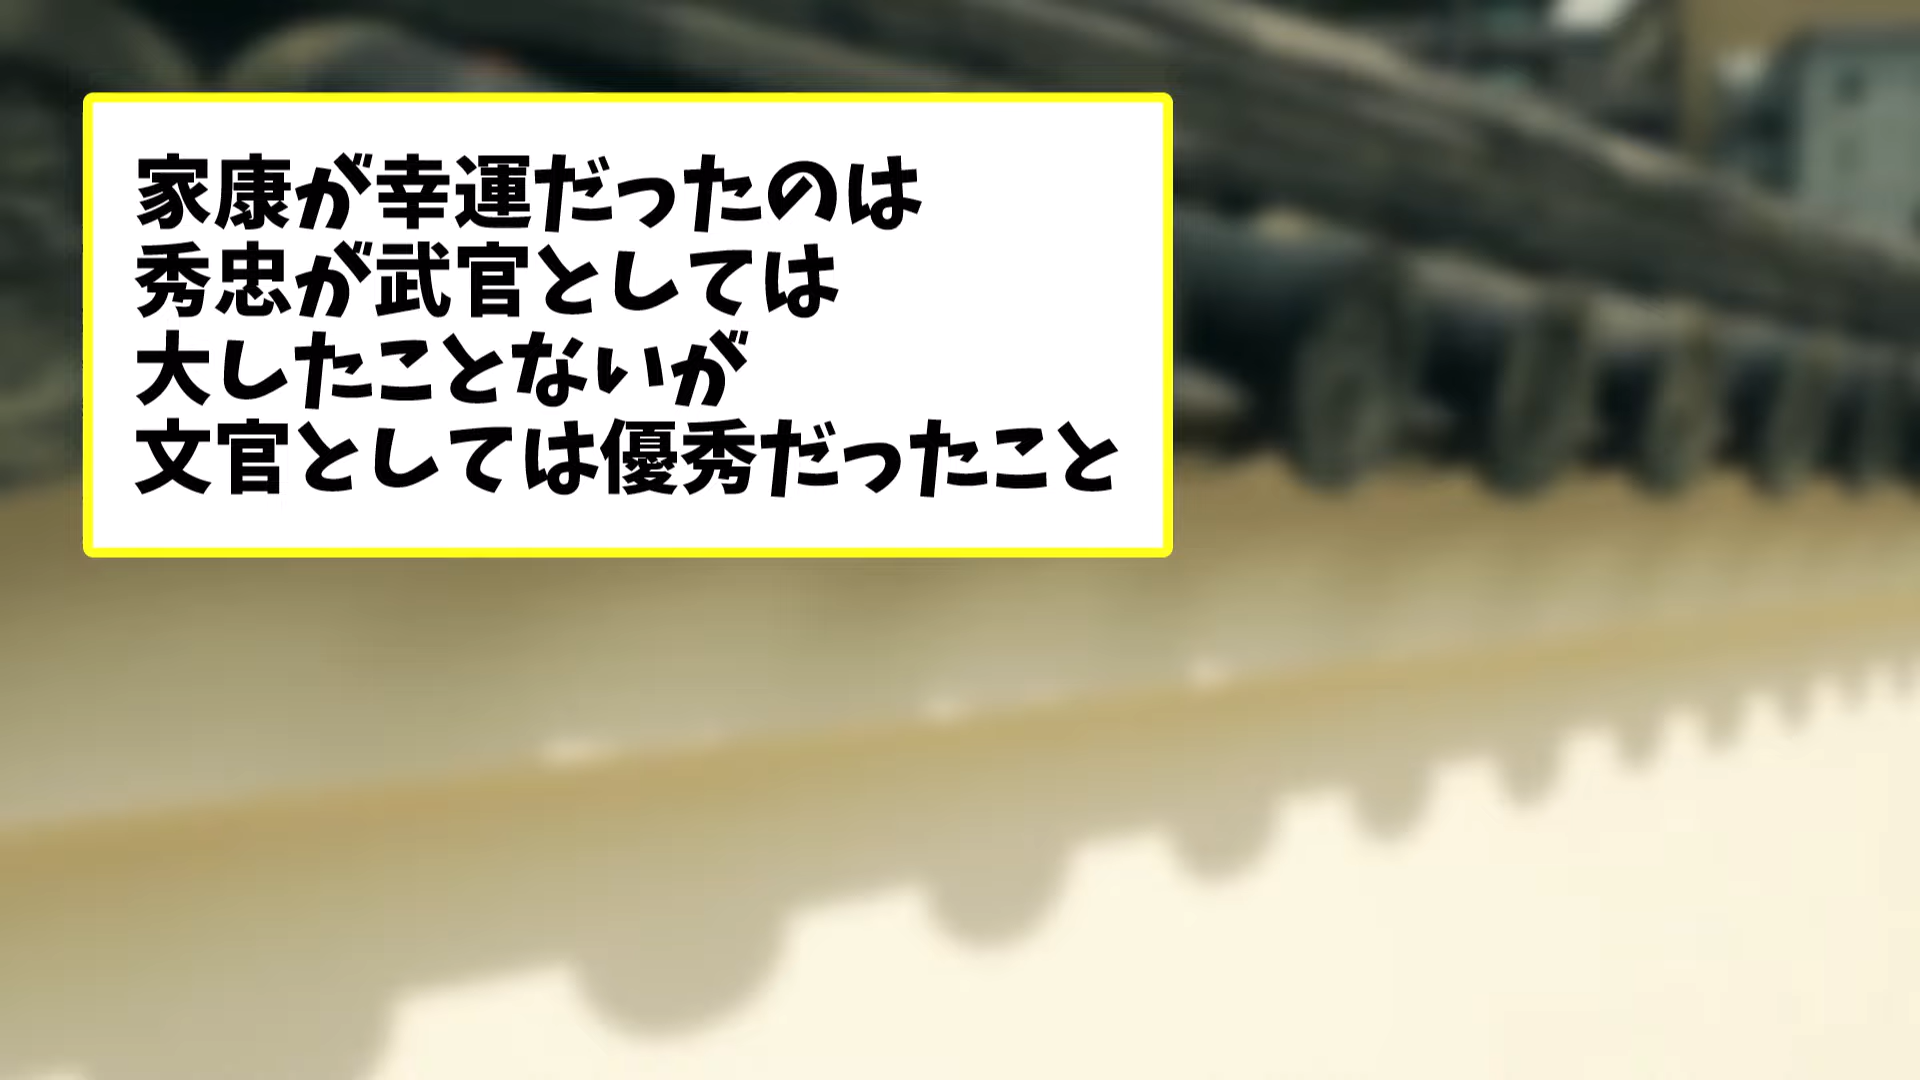 家康が幸運だったのは
秀忠が武官としては
大したことないが
文官としては優秀だったこと